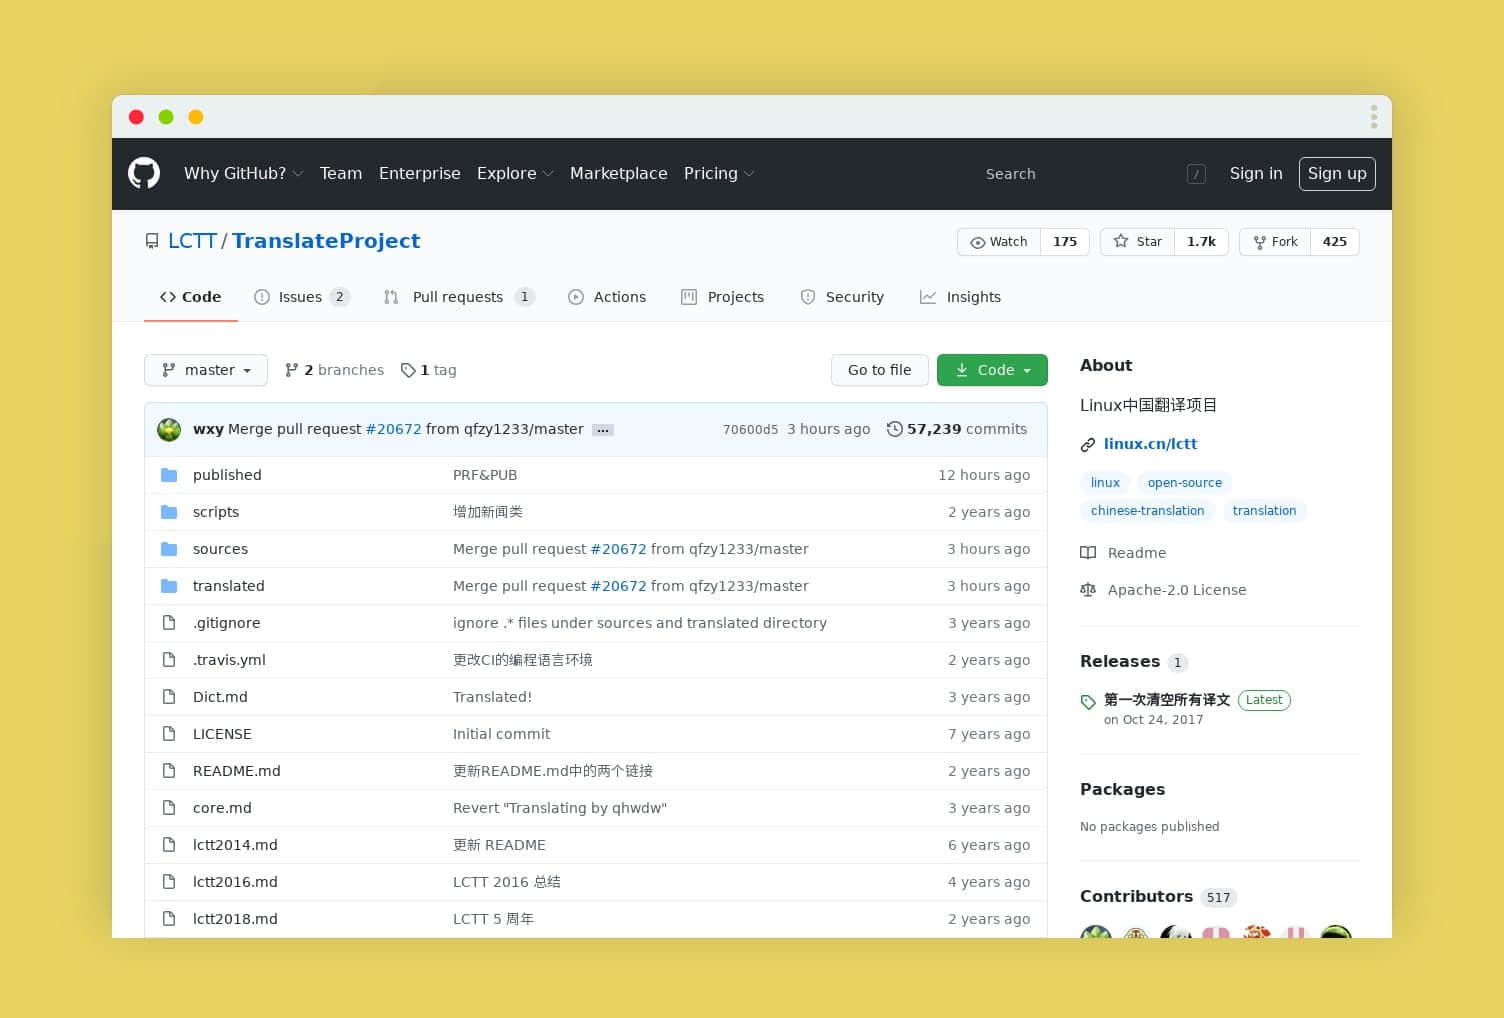 Why GitHub? Team Enterprise Explore Marketplace Pricing Search / Sign in Sign up
LCTT / TranslateProject Watch 175 Star 1.7k Fork 425
Code Issues 2 Pull requests 1 Actions Projects Security Insights
master 2 branches 1 tag Go to file Code
wxy Merge pull request #20672 from qfzy1233/master ... 70600d5 3 hours ago 57,239 commits
published PRF&PUB 12 hours ago
scripts 增加新闻类 2 years ago
sources Merge pull request #20672 from qfzy1233/master 3 hours ago
translated Merge pull request #20672 from qfzy1233/master 3 hours ago
.gitignore ignore .* files under sources and translated directory 3 years ago
.travis.yml 更改CI的编程语言环境 2 years ago
Dict.md Translated! 3 years ago
LICENSE Initial commit 7 years ago
README.md 更新README.md中的两个链接 2 years ago
core.md Revert "Translating by qhwdw" 3 years ago
lctt2014.md 更新 README 6 years ago
lctt2016.md LCTT 2016 总结 4 years ago
lctt2018.md LCTT 5 周年 2 years ago
About
Linux中国翻译项目
linux.cn/lctt
linux open-source
chinese-translation translation
Readme
Apache-2.0 License
Releases 1
第一次清空所有译文 Latest
on Oct 24, 2017
Packages
No packages published
Contributors 517